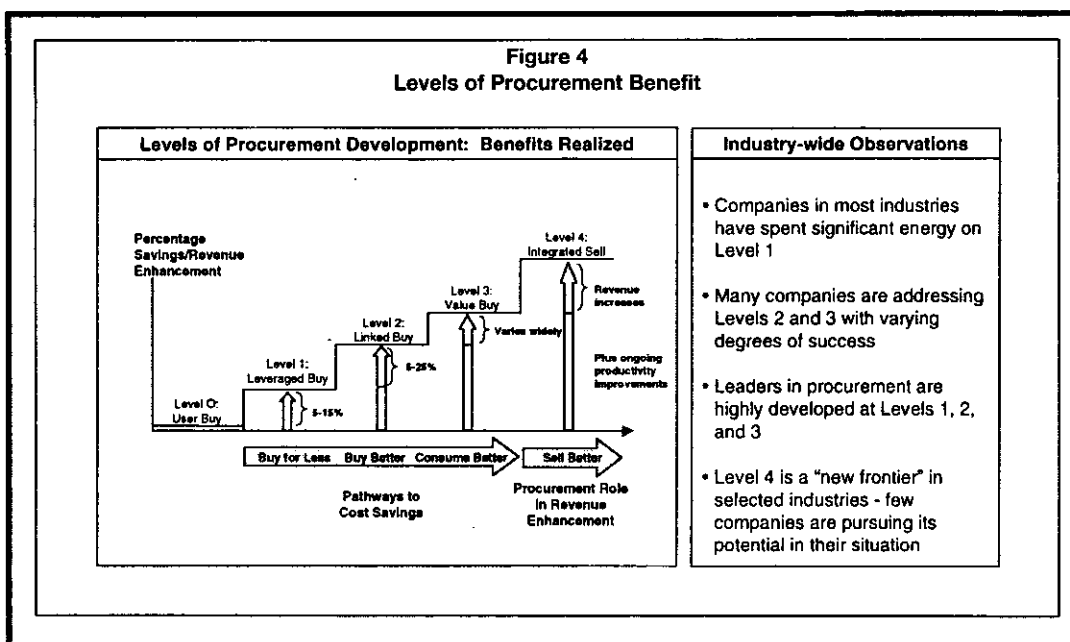 Figure 4
Levels of Procurement Benefit
Levels of Procurement Development: Benefits Realized
Percentage
Savings/Revenue
Enhancement
Level O:
User Buy
Level 1:
Leveraged Buy
5-15%
Level 2:
Linked Buy
5-25%
Level 3:
Value Buy
Varies widely
Level 4:
Integrated Sell
Revenue
increases
Plus ongoing
productivity
improvements
Buy for Less
Buy Better
Consume Better
Sell Better
Pathways to
Cost Savings
Procurement Role
in Revenue
Enhancement
Industry-wide Observations
• Companies in most industries
have spent significant energy on
Level 1
• Many companies are addressing
Levels 2 and 3 with varying
degrees of success
• Leaders in procurement are
highly developed at Levels 1, 2,
and 3
• Level 4 is a "new frontier" in
selected industries - few
companies are pursuing its
potential in their situation